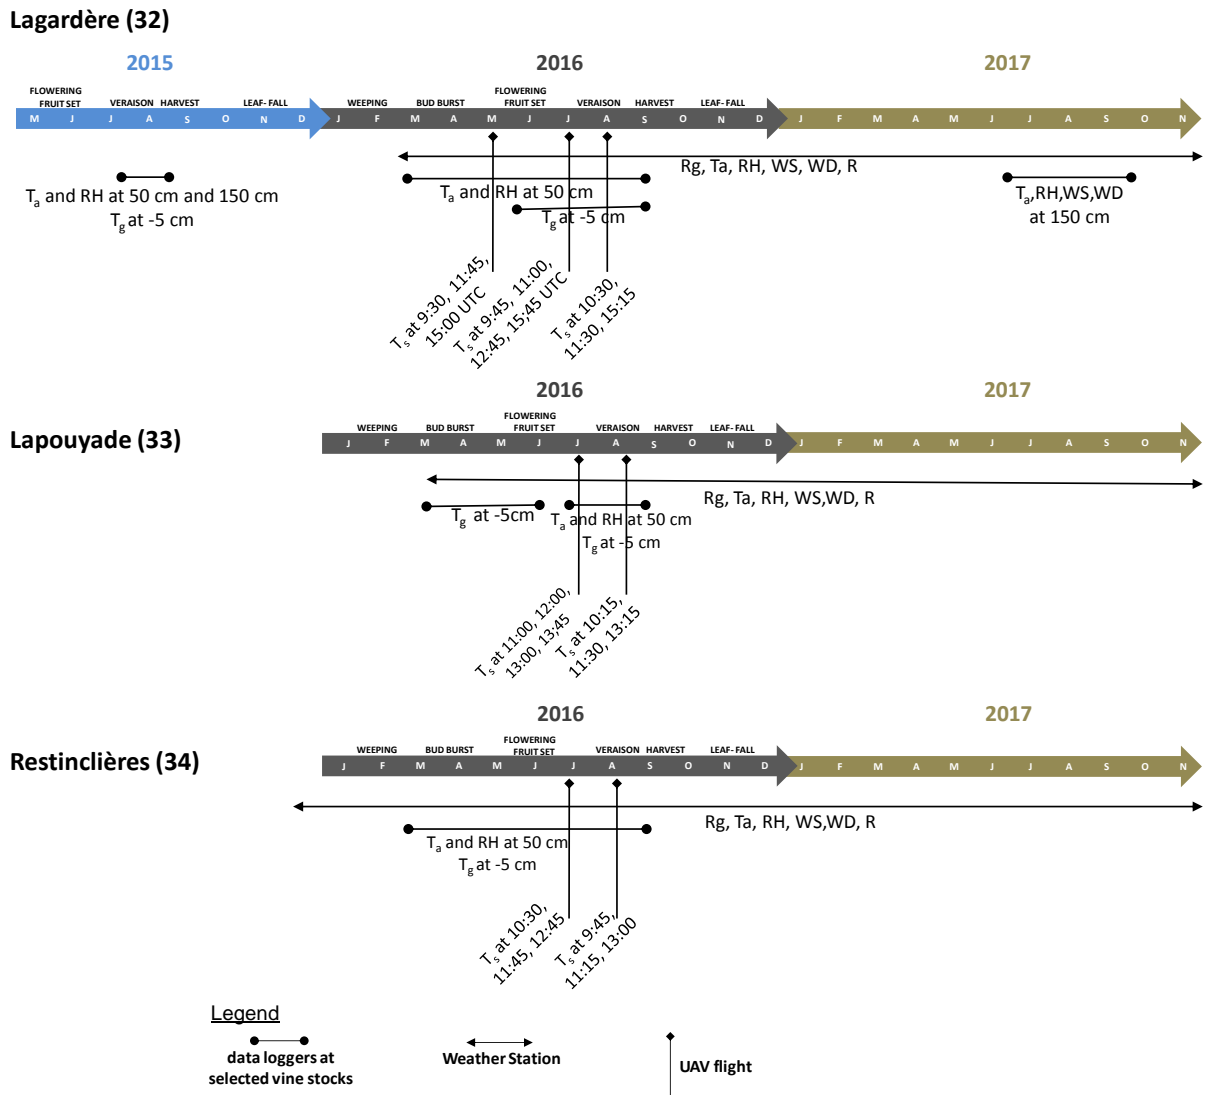 Lagardère (32)
2015 2016 2017
FLOWERING
FRUIT SET VERAISON HARVEST LEAF-FALL WEEPING BUD BURST FLOWERING
FRUIT SET VERAISON HARVEST LEAF-FALL
M J J A S O N D J F M A M J J A S O N D J F M A M J J A S O N
Rg, Ta, RH, WS, WD, R
Ta and RH at 50 cm and 150 cm
Tg at -5 cm
Ta and RH at 50 cm
Tg at -5 cm
Ta,RH,WS,WD
at 150 cm
Ts at 9:30, 11:45,
15:00 UTC
Ts at 9:45, 11:00,
12:45, 15;45 UTC
Ts at 10:30,
11:30, 15:15
2016 2017
Lapouyade (33)
WEEPING BUD BURST FLOWERING
FRUIT SET VERAISON HARVEST LEAF-FALL
J F M A M J J A S O N D J F M A M J J A S O N
Rg, Ta, RH, WS,WD, R
Tg at -5cm
Ta and RH at 50 cm
Tg at -5 cm
Ts at 11:00, 12:00,
13:00, 13;45
Ts at 10:15,
11:30, 13:15
2016 2017
Restinclières (34)
WEEPING BUD BURST FLOWERING
FRUIT SET VERAISON HARVEST LEAF-FALL
J F M A M J J A S O N D J F M A M J J A S O N
Rg, Ta, RH, WS,WD, R
Ta and RH at 50 cm
Tg at -5 cm
Ts at 10:30,
11:45, 12:45
Ts at 9:45,
11:15, 13:00
Legend
data loggers at
selected vine stocks
Weather Station
UAV flight